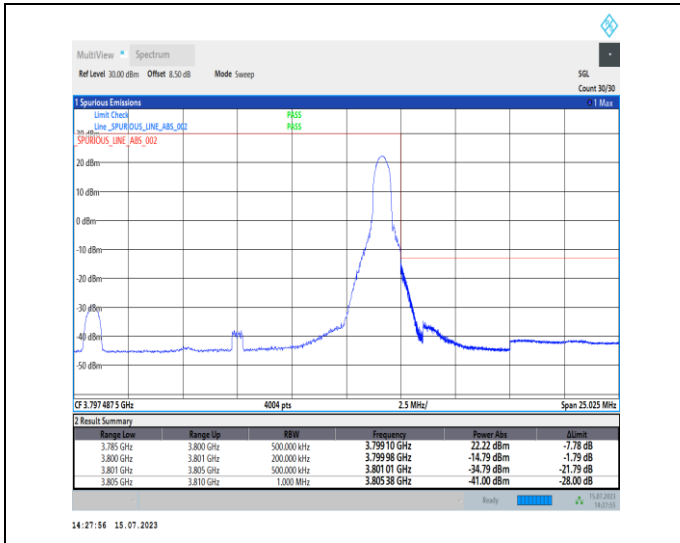 MultiView Spectrum
Ref Level 30.00 dBm Offset 8.50 dB Mode Sweep SGL
Count 30/30
1 Spurious Emissions 1 Max
Limit Check PASS
Line _SPURIOUS_LINE_ABS_002 PASS
_SPURIOUS_LINE_ABS_002
20 dBm
10 dBm
0 dBm
-10 dBm
-20 dBm
-30 dBm
-40 dBm
-50 dBm
CF 3.797 487 5 GHz 4004 pts 2.5 MHz/ Span 25.025 MHz
2 Result Summary
Range Low Range Up RBW Frequency Power Abs ΔLimit
3.785 GHz 3.800 GHz 500.000 kHz 3.799 10 GHz 22.22 dBm -7.78 dB
3.800 GHz 3.801 GHz 200.000 kHz 3.799 98 GHz -14.79 dBm -1.79 dB
3.801 GHz 3.805 GHz 500.000 kHz 3.801 01 GHz -34.79 dBm -21.79 dB
3.805 GHz 3.810 GHz 1.000 MHz 3.805 38 GHz -41.00 dBm -28.00 dB
Ready 15.07.2023
14:27:55
14:27:56 15.07.2023